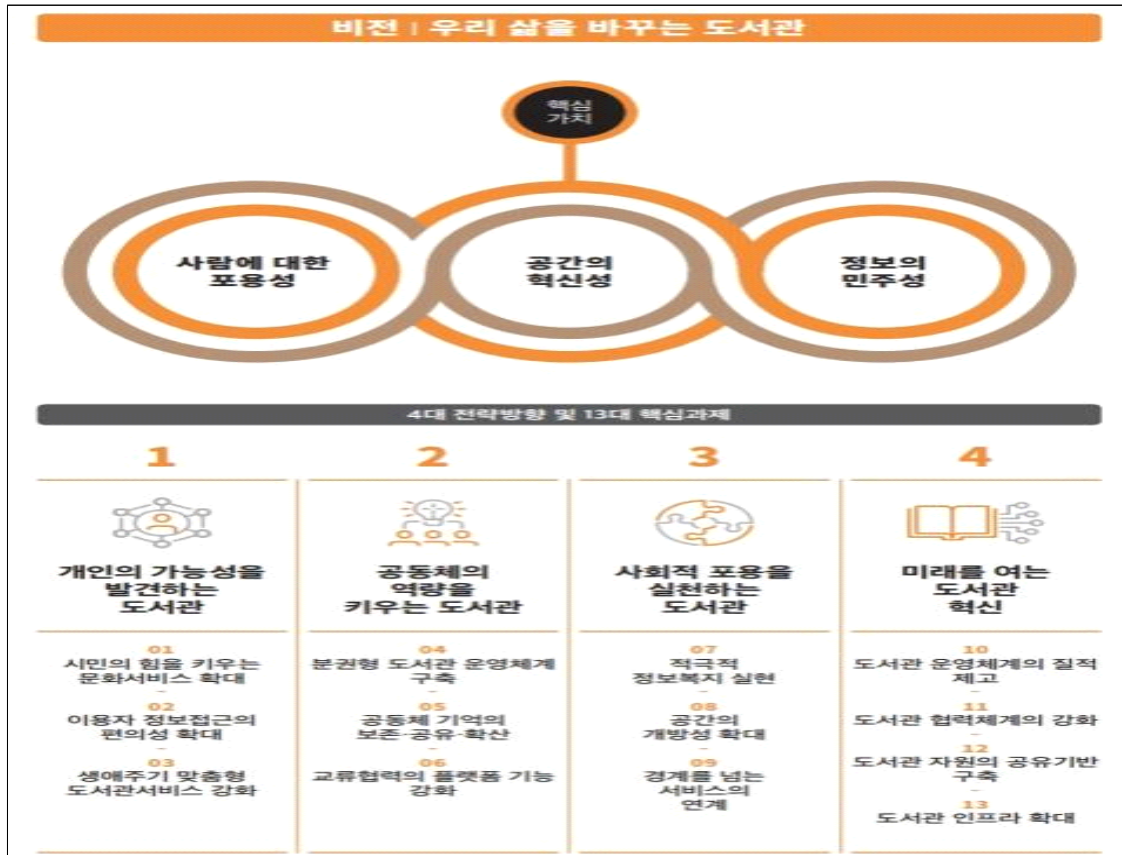 비전 | 우리 삶을 바꾸는 도서관
핵심
가치
사람에 대한
포용성
공간의
혁신성
정보의
민주성
4대 전략방향 및 13대 핵심과제
1
개인의 가능성을
발견하는
도서관
01
시민의 힘을 키우는
문화서비스 확대
-
02
이용자 정보접근의
편의성 확대
-
03
생애주기 맞춤형
도서관서비스 강화
2
공동체의
역량을
키우는 도서관
04
분권형 도서관 운영체계
구축
-
05
공동체 기억의
보존·공유·확산
-
06
교류협력의 플랫폼 기능
강화
3
사회적 포용을
실천하는
도서관
07
적극적
정보복지 실현
-
08
공간의
개방성 확대
-
09
경계를 넘는
서비스의
연계
4
미래를 여는
도서관
혁신
10
도서관 운영체계의 질적
제고
-
11
도서관 협력체계의 강화
-
12
도서관 자원의 공유기반
구축
-
13
도서관 인프라 확대